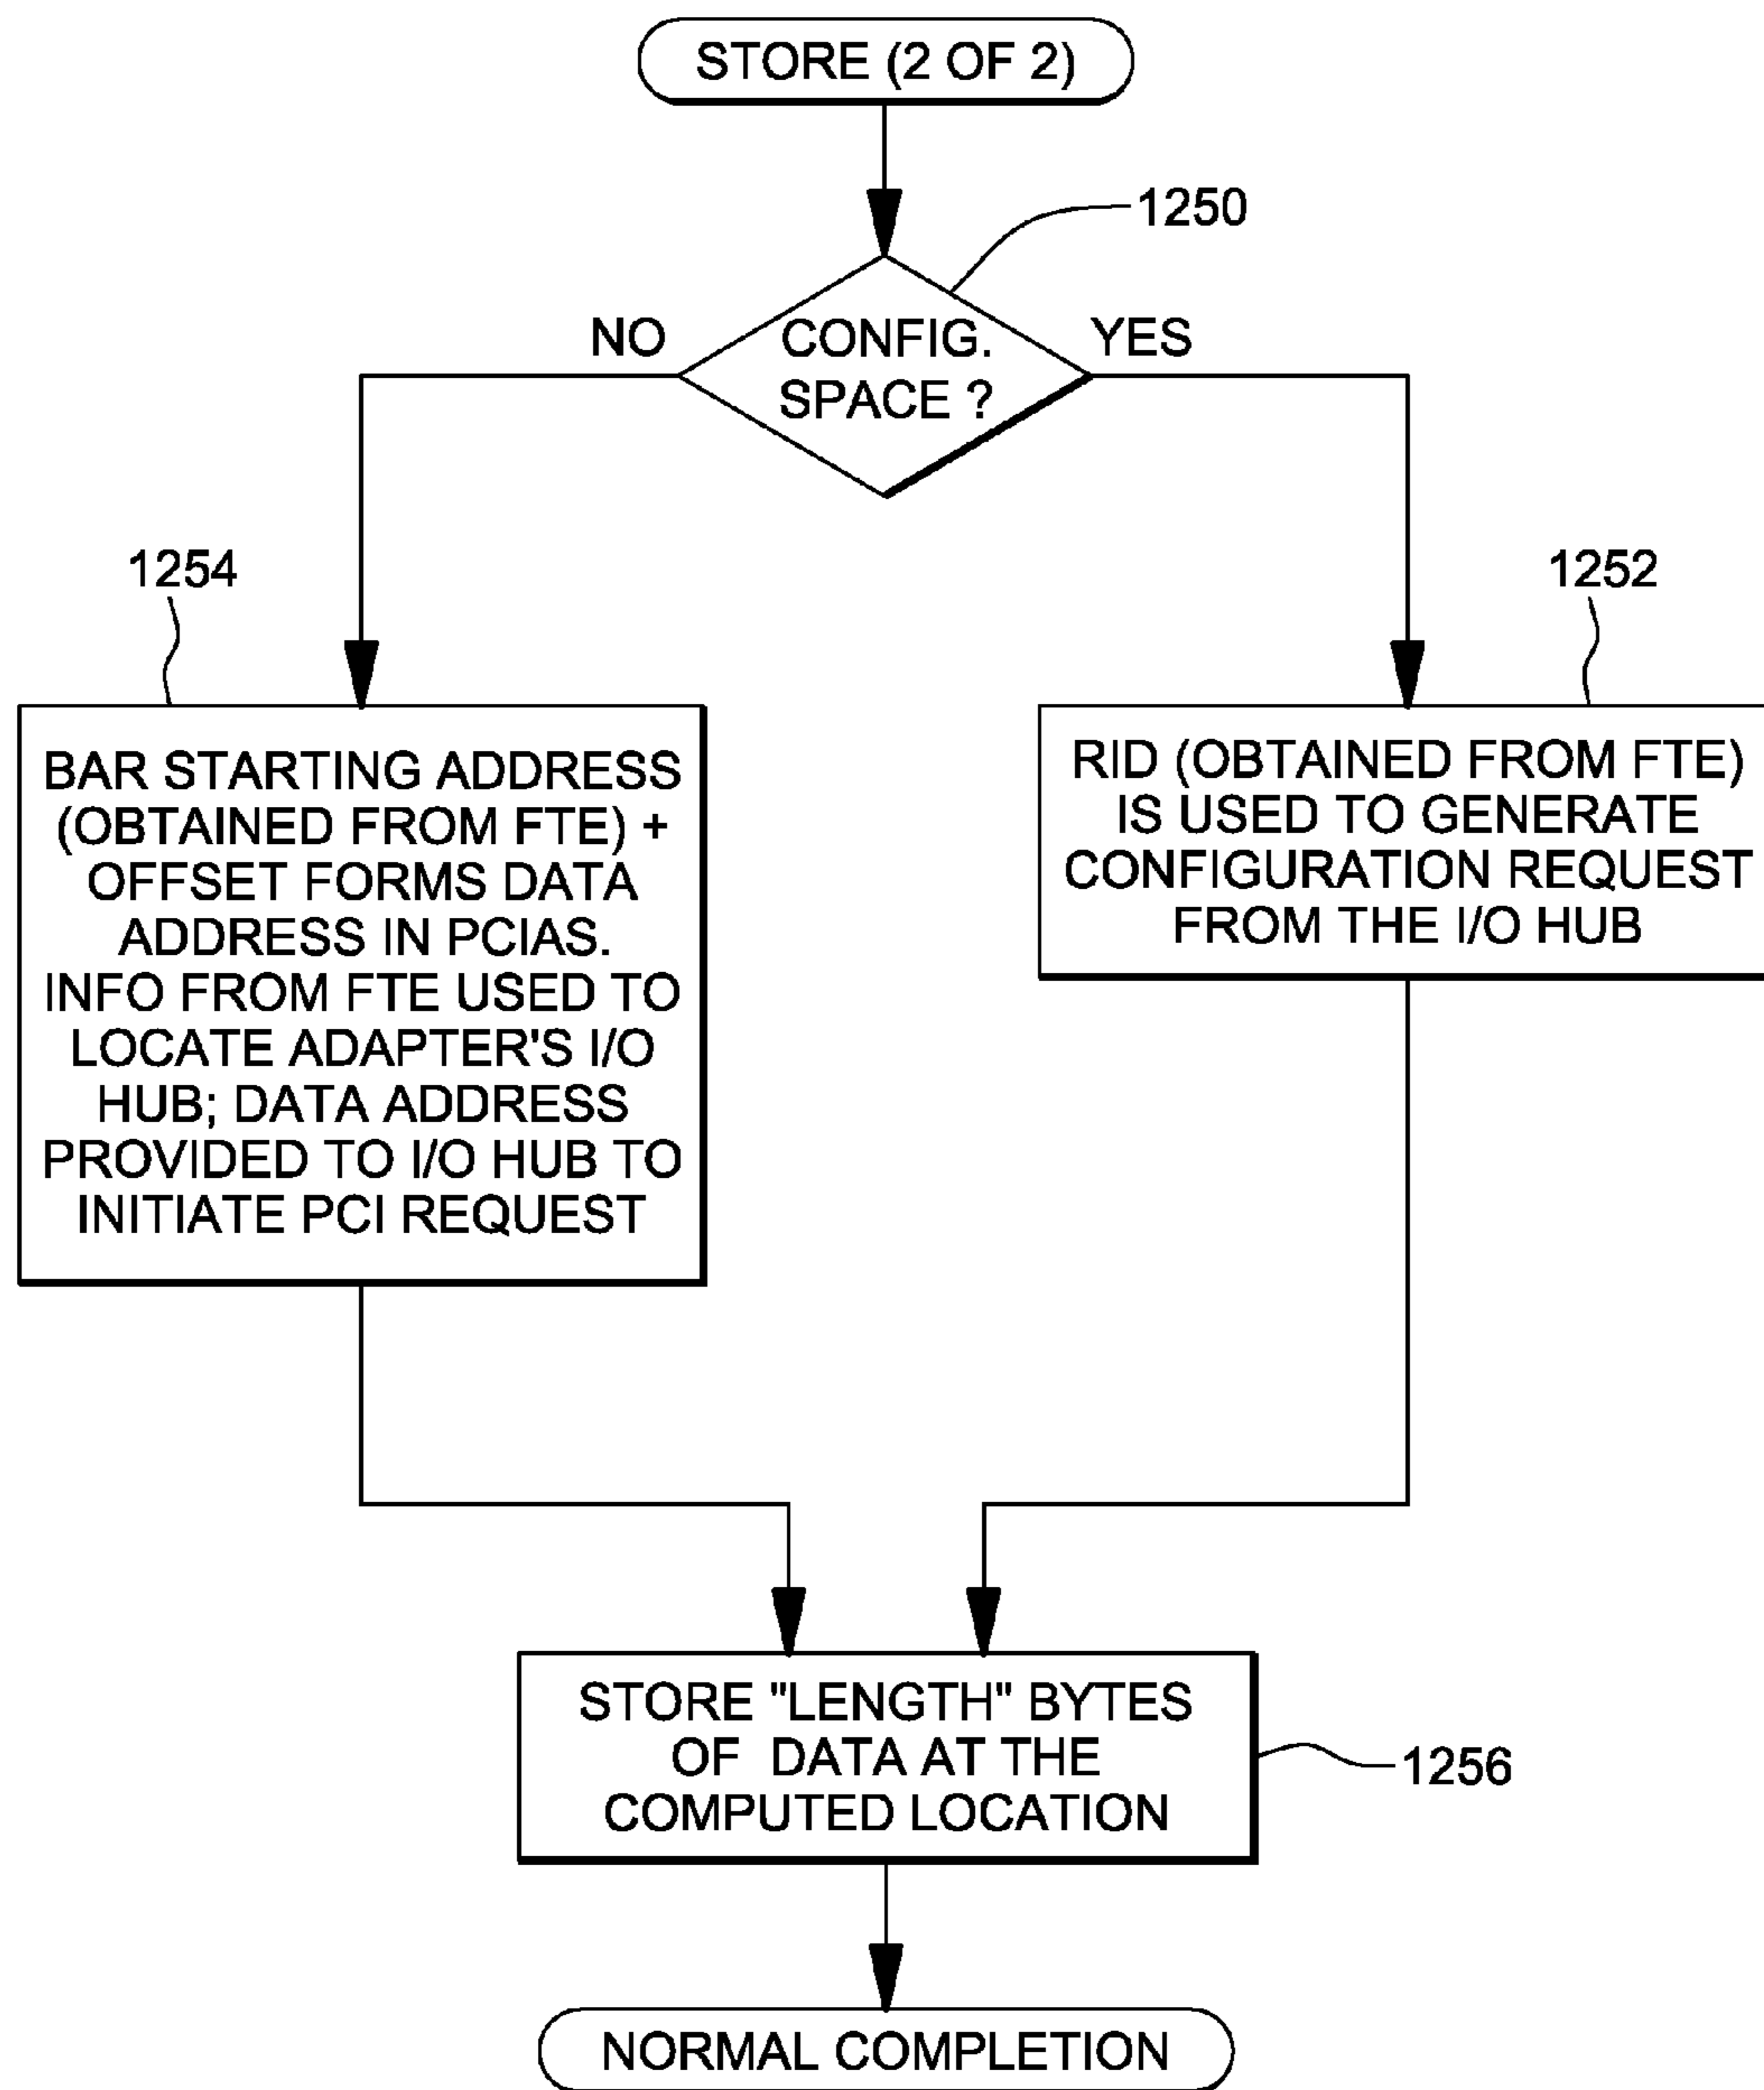 STORE (2 OF 2)
1250
NO
CONFIG.
SPACE ?
YES
1254
1252
BAR STARTING ADDRESS
(OBTAINED FROM FTE) +
OFFSET FORMS DATA
ADDRESS IN PCIAS.
INFO FROM FTE USED TO
LOCATE ADAPTER'S I/O
HUB; DATA ADDRESS
PROVIDED TO I/O HUB TO
INITIATE PCI REQUEST
RID (OBTAINED FROM FTE)
IS USED TO GENERATE
CONFIGURATION REQUEST
FROM THE I/O HUB
STORE "LENGTH" BYTES
OF DATA AT THE
COMPUTED LOCATION
1256
NORMAL COMPLETION